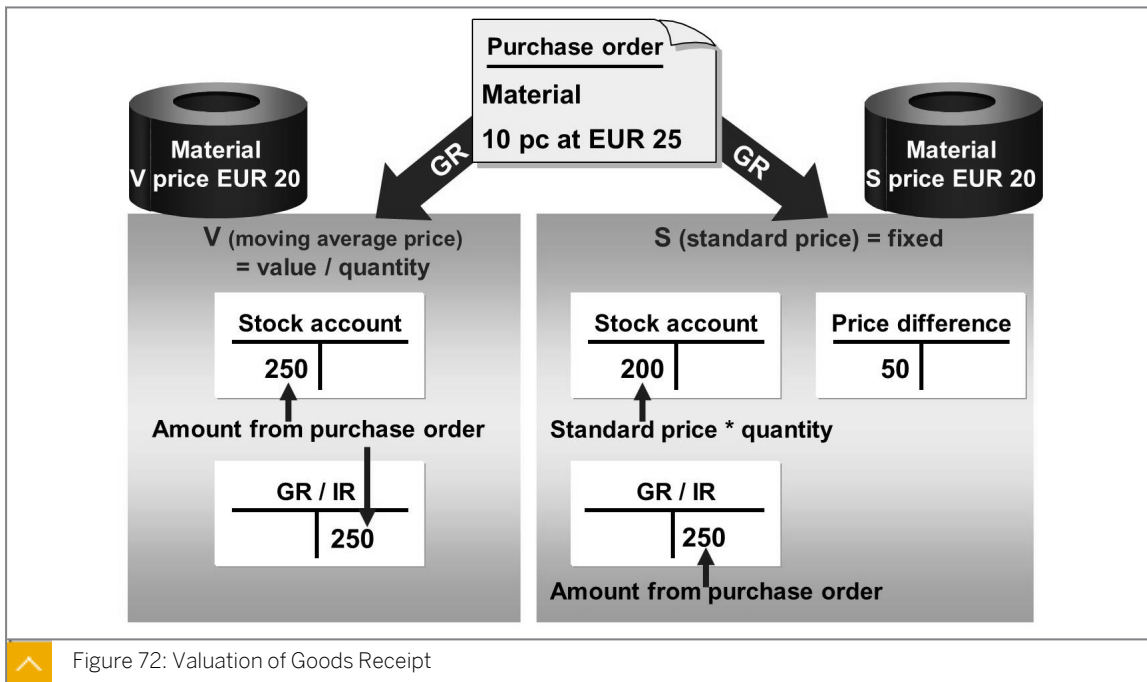 Purchase order
Material
10 pc at EUR 25
Material
V price EUR 20
GR
GR
Material
S price EUR 20
V (moving average price)
= value / quantity
Stock account
250
Amount from purchase order
GR / IR
250
S (standard price) = fixed
Stock account
200
Price difference
50
Standard price * quantity
GR / IR
250
Amount from purchase order
Figure 72: Valuation of Goods Receipt